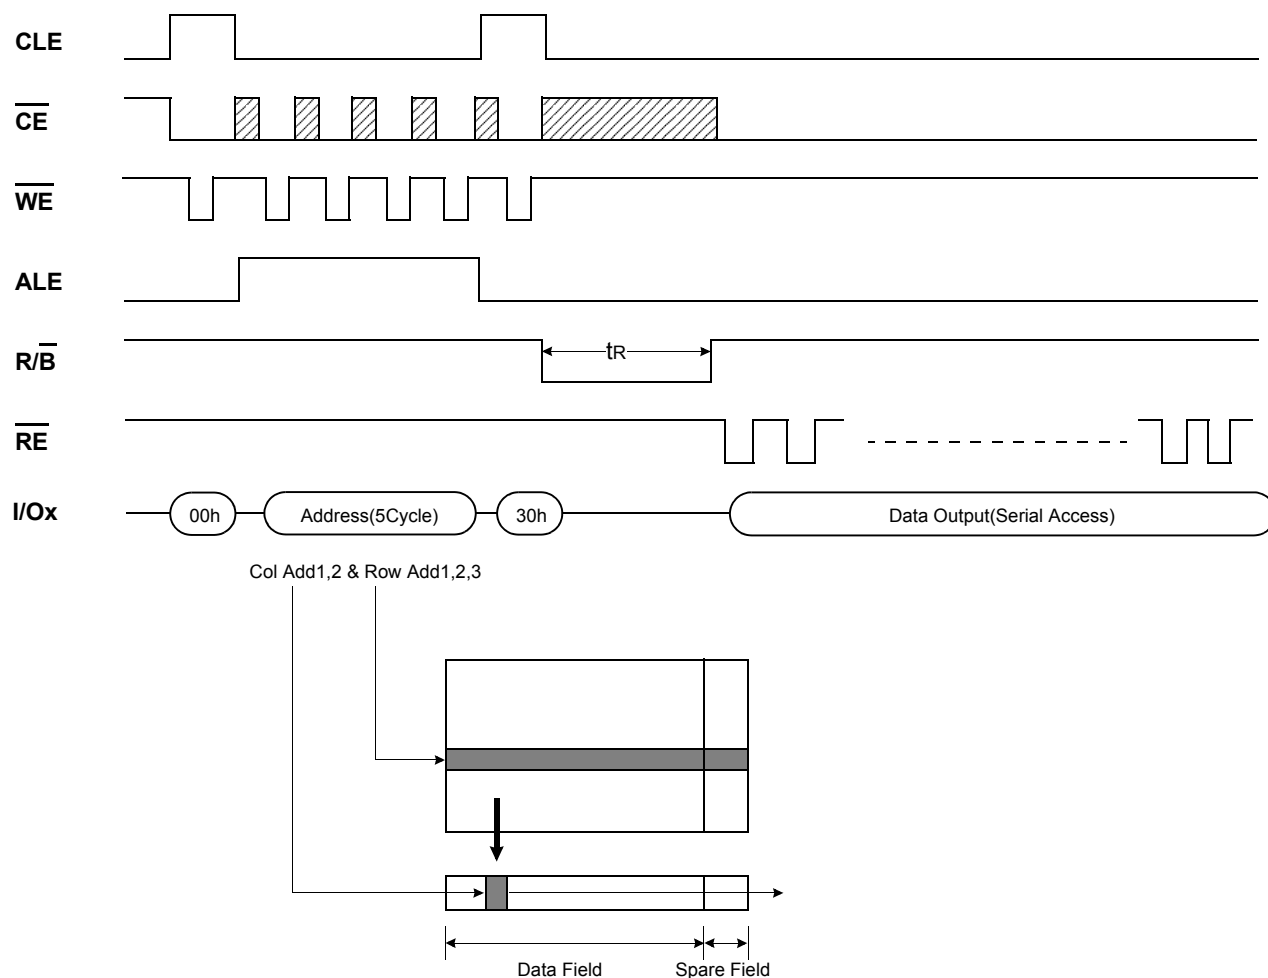 CLE
CE
WE
ALE
R/B
tR
RE
I/Ox
00h
Address(5Cycle)
30h
Data Output(Serial Access)
Col Add1,2 & Row Add1,2,3
Data Field
Spare Field